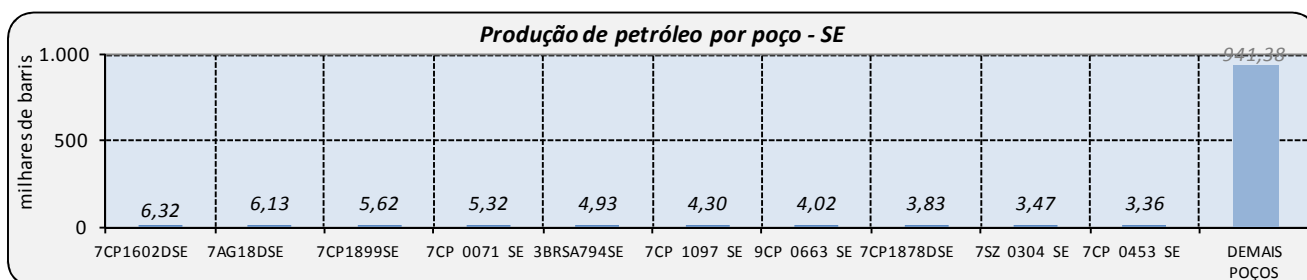 Produção de petróleo por poço - SE
milhares de barris
1.000
500
0
6,32 6,13 5,62 5,32 4,93 4,30 4,02 3,83 3,47 3,36 941,38
7CP1602DSE 7AG18DSE 7CP1899SE 7CP 0071 SE 3BRSA794SE 7CP 1097 SE 9CP 0663 SE 7CP1878DSE 7SZ 0304 SE 7CP 0453 SE DEMAIS
POÇOS